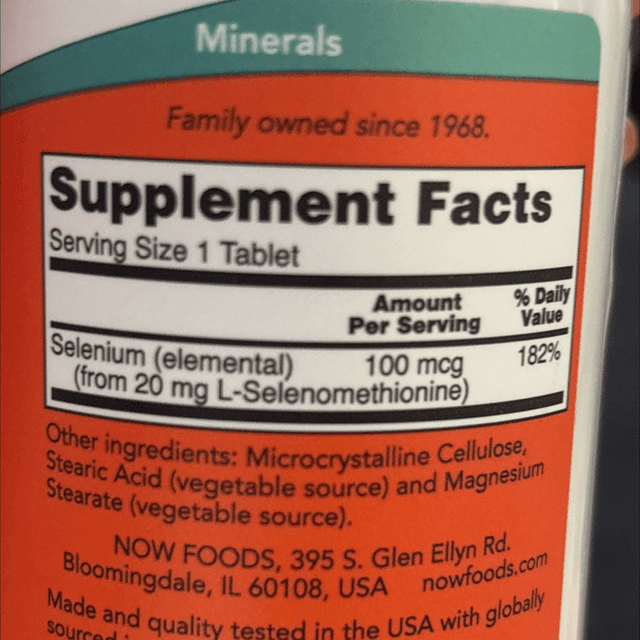 Minerals
Family owned since 1968.
Supplement Facts
Serving Size 1 Tablet
Amount Per Serving
% Daily Value
Selenium (elemental) 100 mcg 182%
(from 20 mg L-Selenomethionine)
Other ingredients: Microcrystalline Cellulose,
Stearic Acid (vegetable source) and Magnesium
Stearate (vegetable source).
NOW FOODS, 395 S. Glen Ellyn Rd.
Bloomingdale, IL 60108, USA nowfoods.com
Made and quality tested in the USA with globally
sourced